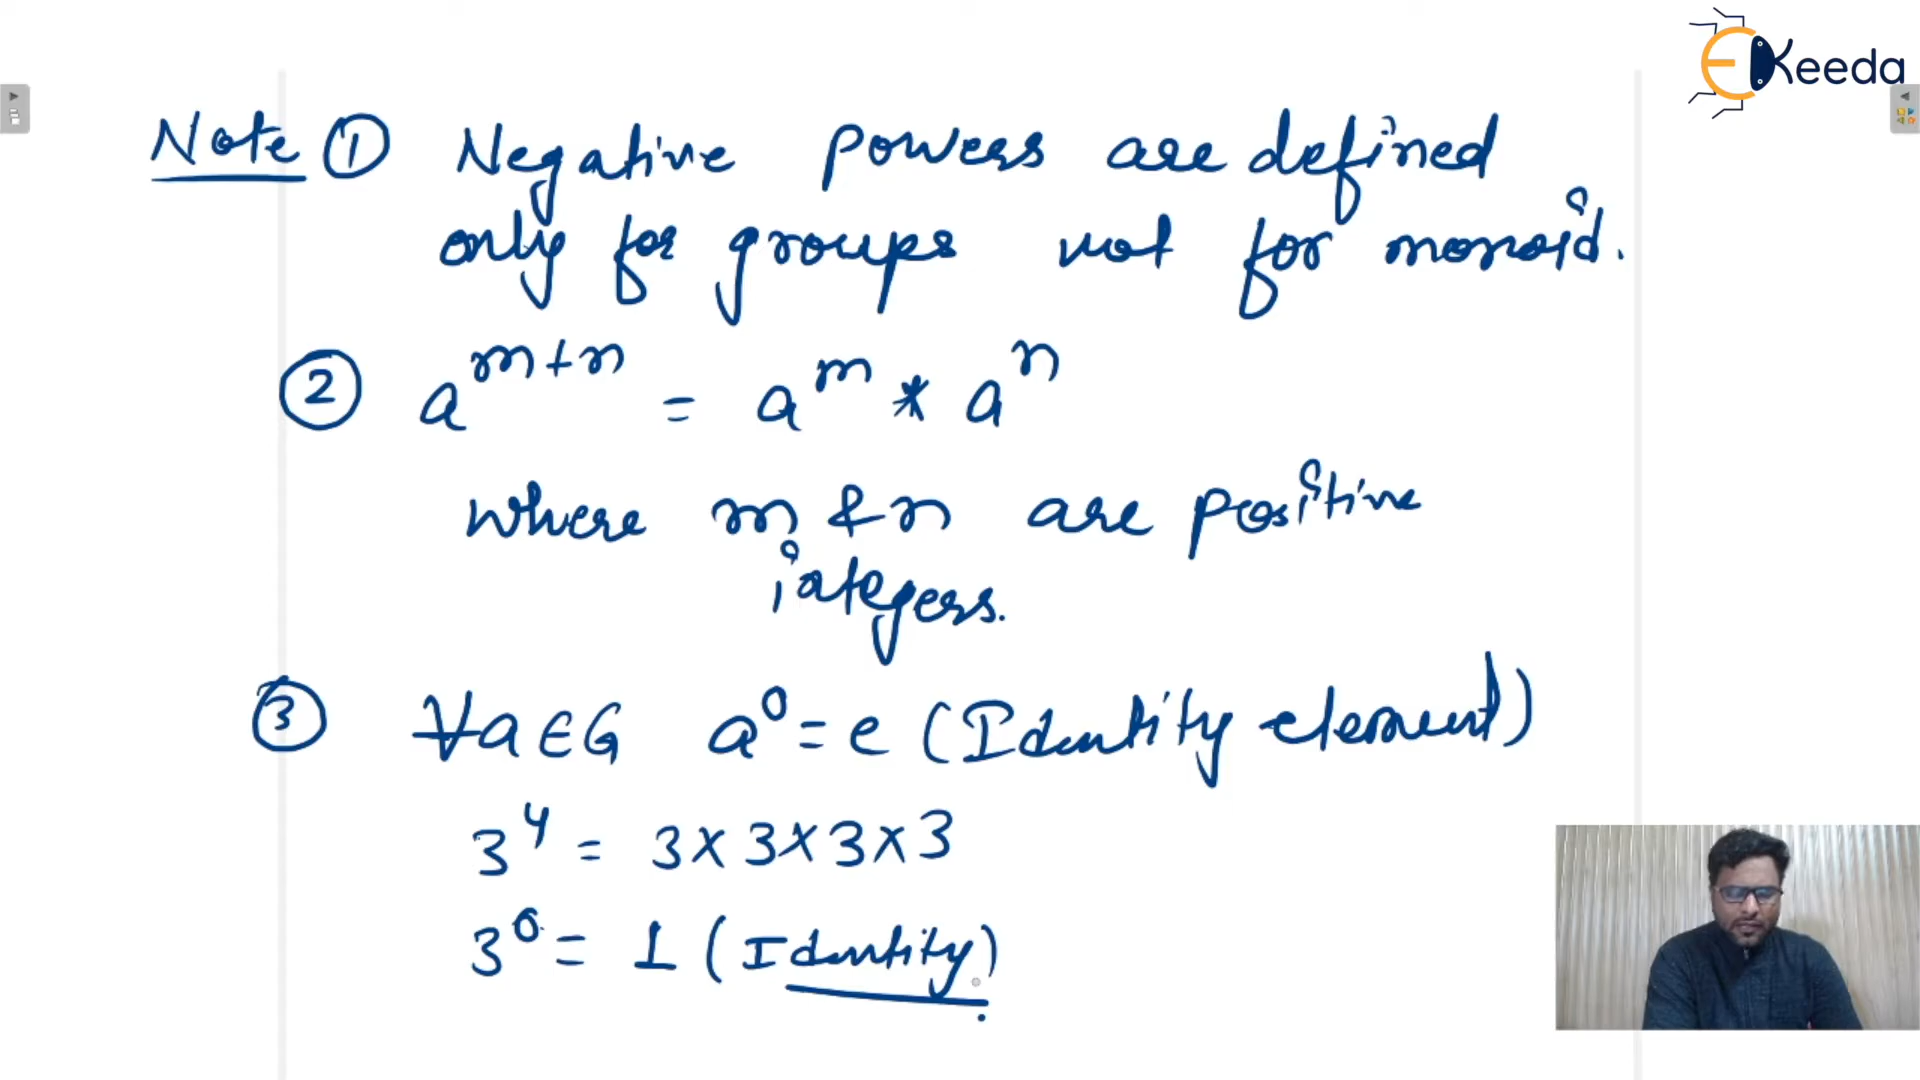 EKeeda
Note ① Negative powers are defined
only for groups not for monoid.
② a^{m+n} = a^m * a^n
where m & n are positive
integers.
③ ∀a∈G a^0 = e (Identity element)
3^4 = 3×3×3×3
3^0 = 1 (Identity)